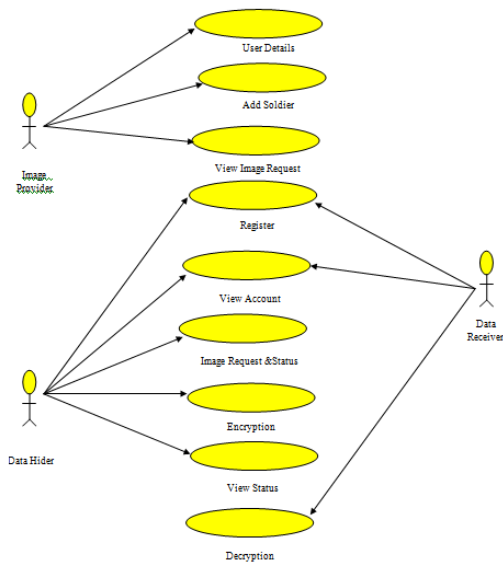 User Details
Add Soldier
Image
Provider
View Image Request
Register
View Account
Data
Receiver
Image Request &Status
Encryption
Data Hider
View Status
Decryption